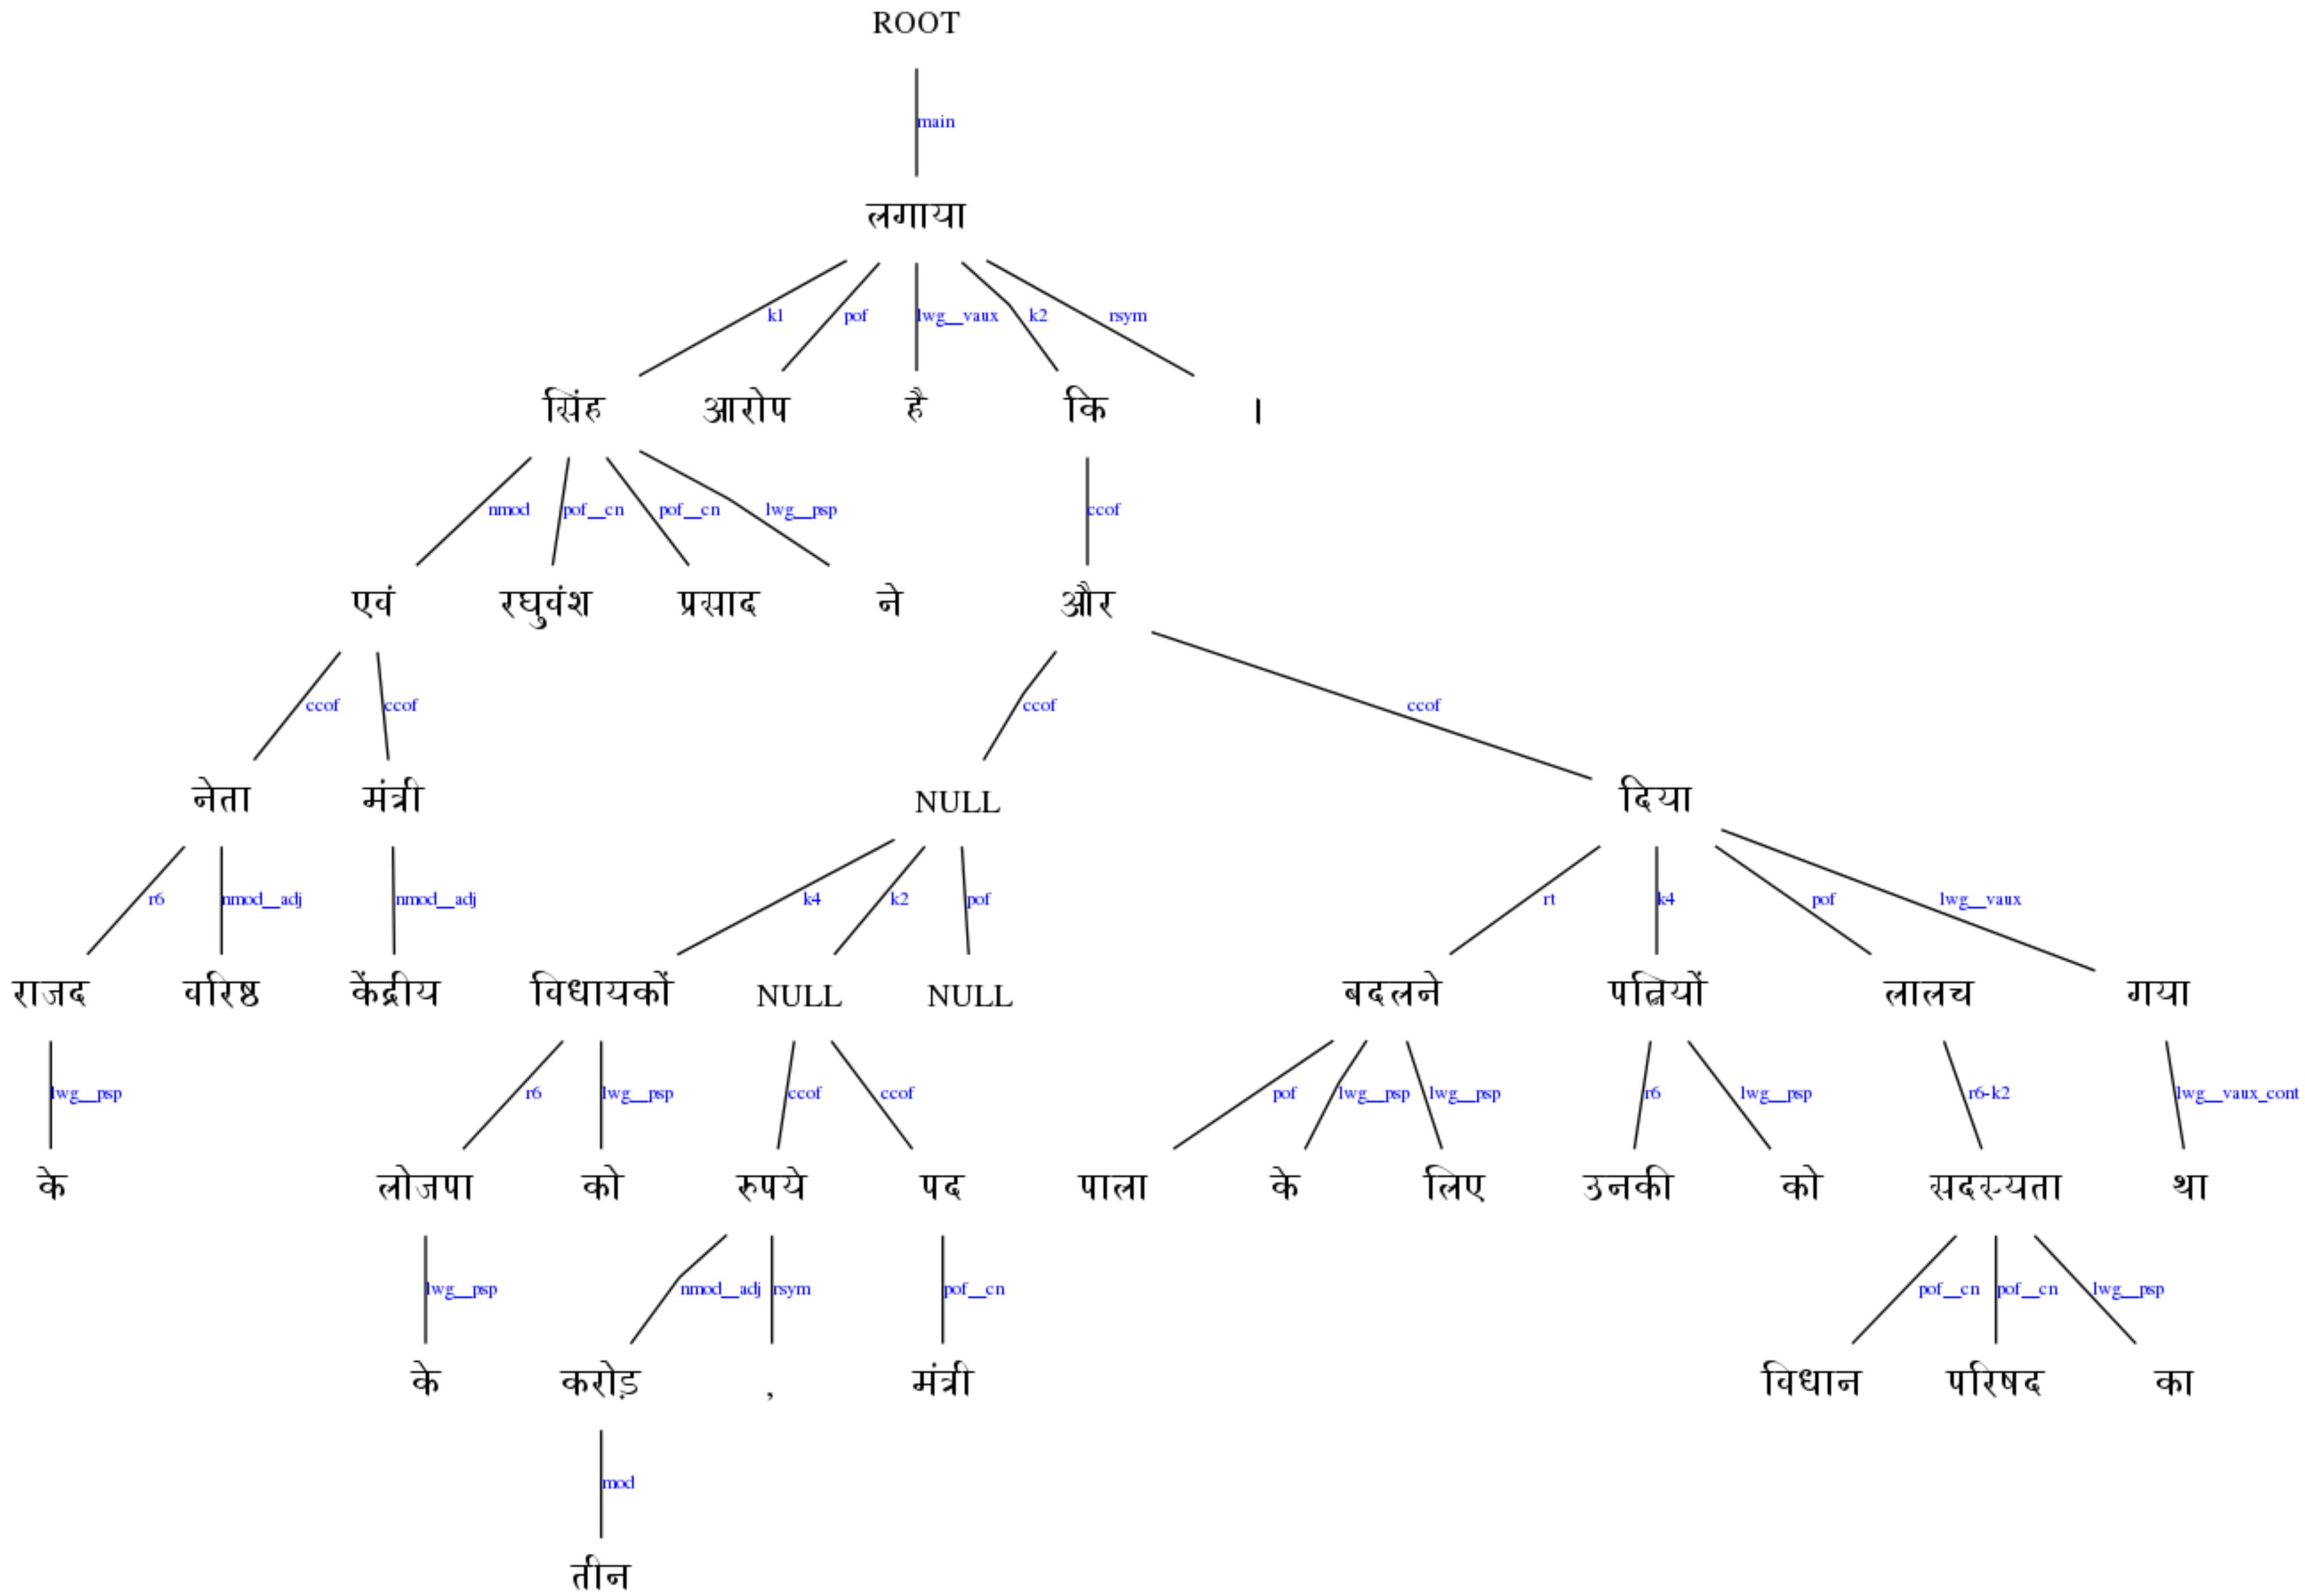 ROOT
main
लगाया
k1 pof lwg__vaux k2 rsym
सिंह आरोप है कि ।
nmod pof__cn pof__cn lwg__psp ccof
एवं रघुवंश प्रसाद ने और
ccof ccof ccof ccof
नेता मंत्री NULL दिया
r6 nmod__adj nmod__adj k4 k2 pof rt k4 pof lwg__vaux
राजद वरिष्ठ केंद्रीय विधायकों NULL NULL बदलने पत्नियों लालच गया
lwg__psp r6 lwg__psp ccof ccof pof lwg__psp lwg__psp r6 lwg__psp r6-k2 lwg__vaux_cont
के लोजपा को रुपये पद पाला के लिए उनकी को सदस्यता था
lwg__psp nmod__adj rsym pof__cn pof__cn pof__cn lwg__psp
के करोड़ , मंत्री विधान परिषद का
mod
तीन